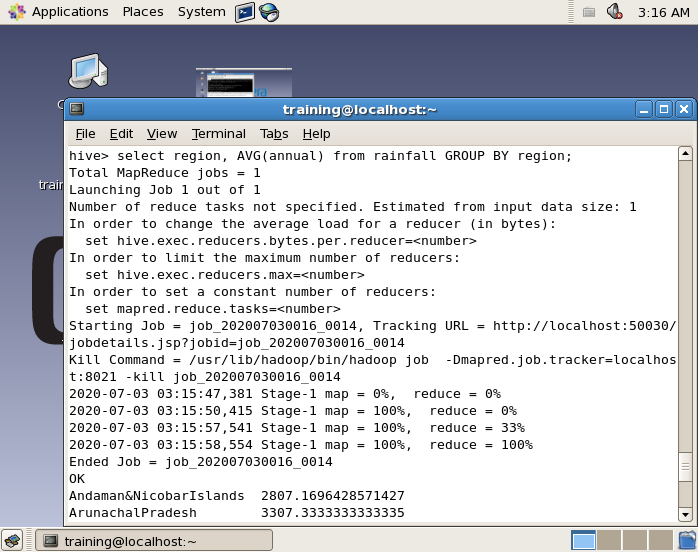 Applications Places System 3:16 AM
training@localhost:~
File Edit View Terminal Tabs Help
hive> select region, AVG(annual) from rainfall GROUP BY region;
Total MapReduce jobs = 1
Launching Job 1 out of 1
Number of reduce tasks not specified. Estimated from input data size: 1
In order to change the average load for a reducer (in bytes):
  set hive.exec.reducers.bytes.per.reducer=<number>
In order to limit the maximum number of reducers:
  set hive.exec.reducers.max=<number>
In order to set a constant number of reducers:
  set mapred.reduce.tasks=<number>
Starting Job = job_202007030016_0014, Tracking URL = http://localhost:50030/
jobdetails.jsp?jobid=job_202007030016_0014
Kill Command = /usr/lib/hadoop/bin/hadoop job  -Dmapred.job.tracker=localhos
t:8021 -kill job_202007030016_0014
2020-07-03 03:15:47,381 Stage-1 map = 0%,  reduce = 0%
2020-07-03 03:15:50,415 Stage-1 map = 100%,  reduce = 0%
2020-07-03 03:15:57,541 Stage-1 map = 100%,  reduce = 33%
2020-07-03 03:15:58,554 Stage-1 map = 100%,  reduce = 100%
Ended Job = job_202007030016_0014
OK
Andaman&NicobarIslands  2807.1696428571427
ArunachalPradesh        3307.3333333333335
training@localhost:~